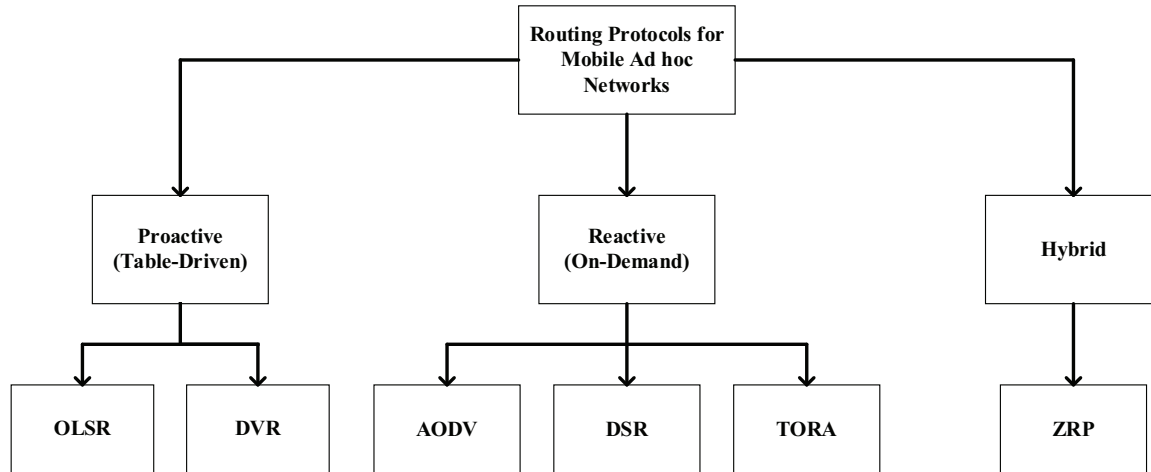 Routing Protocols for
Mobile Ad hoc
Networks
Proactive
(Table-Driven)
Reactive
(On-Demand)
Hybrid
OLSR
DVR
AODV
DSR
TORA
ZRP